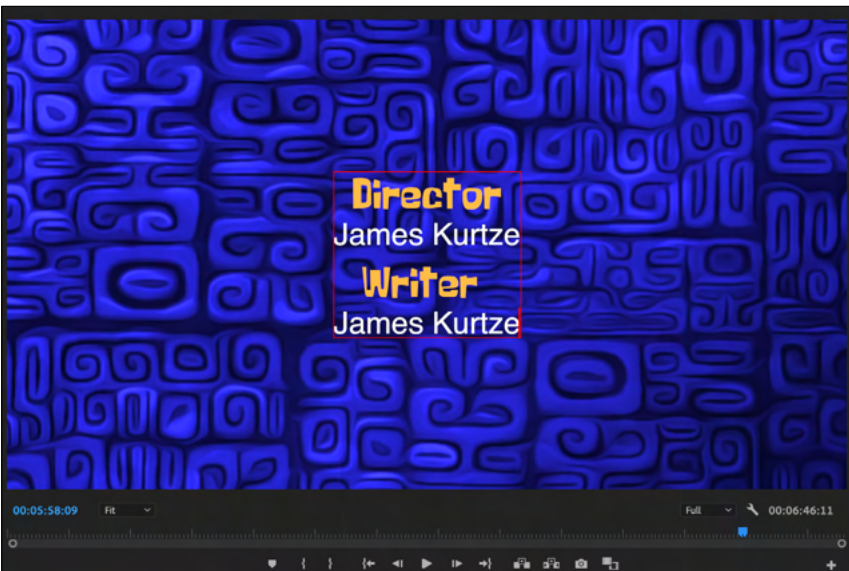 Director
James Kurtze
Writer
James Kurtze
00:05:58:09 Fit Full 00:06:46:11